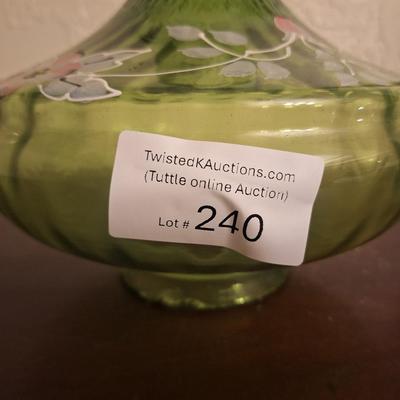 TwistedKAuctions.com
(Tuttle online Auction)
Lot # 240